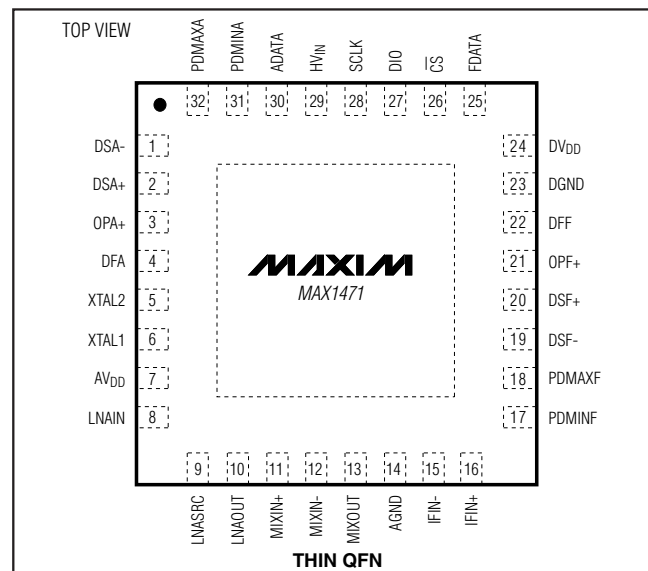 TOP VIEW
PDMAXA PDMINA ADATA HVIN SCLK DIO C̅S̅ FDATA
32 31 30 29 28 27 26 25
DSA- 1 24 DVDD
DSA+ 2 23 DGND
OPA+ 3 22 DFF
DFA 4 21 OPF+
XTAL2 5 20 DSF+
XTAL1 6 19 DSF-
AVDD 7 18 PDMAXF
LNAIN 8 17 PDMINF
MAXIM
MAX1471
9 10 11 12 13 14 15 16
LNASRC LNAOUT MIXIN+ MIXIN- MIXOUT AGND IFIN- IFIN+
THIN QFN